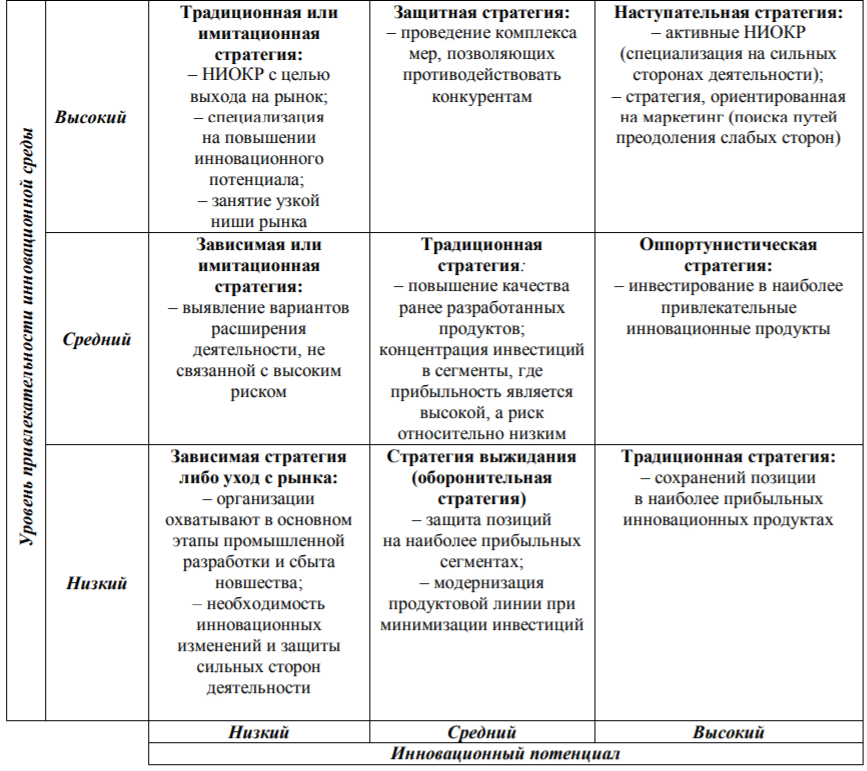 Уровень привлекательности инновационной среды
Высокий
Традиционная или
имитационная
стратегия:
– НИОКР с целью
выхода на рынок;
– специализация
на повышении
инновационного
потенциала;
– занятие узкой
ниши рынка
Защитная стратегия:
– проведение комплекса
мер, позволяющих
противодействовать
конкурентам
Наступательная стратегия:
– активные НИОКР
(специализация на сильных
сторонах деятельности);
– стратегия, ориентированная
на маркетинг (поиска путей
преодоления слабых сторон)
Средний
Зависимая или
имитационная
стратегия:
– выявление вариантов
расширения
деятельности, не
связанной с высоким
риском
Традиционная
стратегия:
– повышение качества
ранее разработанных
продуктов;
концентрация инвестиций
в сегменты, где
прибыльность является
высокой, а риск
относительно низким
Оппортунистическая
стратегия:
– инвестирование в наиболее
привлекательные
инновационные продукты
Низкий
Зависимая стратегия
либо уход с рынка:
– организации
охватывают в основном
этапы промышленной
разработки и сбыта
новшества;
– необходимость
инновационных
изменений и защиты
сильных сторон
деятельности
Стратегия выжидания
(оборонительная
стратегия)
– защита позиций
на наиболее прибыльных
сегментах;
– модернизация
продуктовой линии при
минимизации инвестиций
Традиционная стратегия:
– сохранений позиции
в наиболее прибыльных
инновационных продуктах
Низкий
Средний
Высокий
Инновационный потенциал